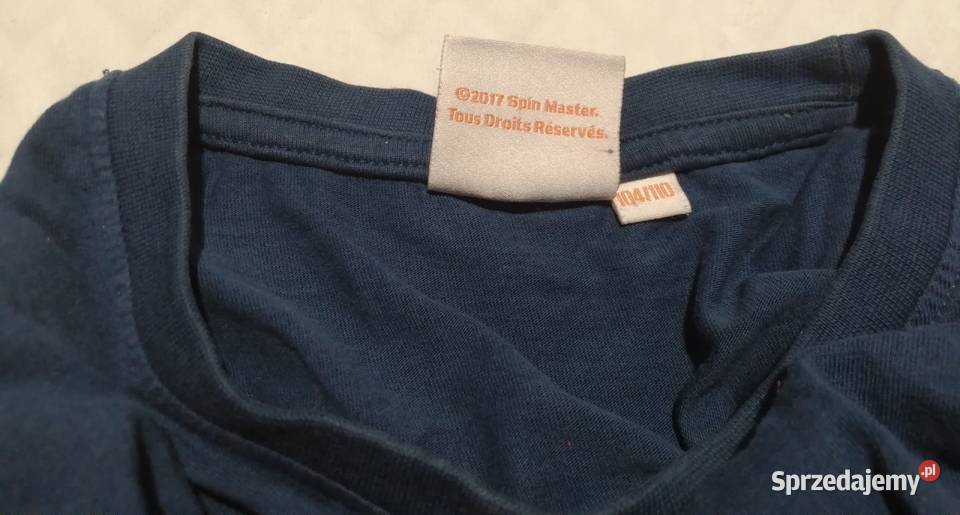 ©2017 Spin Master.
Tous Droits Réservés.
104/110
Sprzedajemy.pl